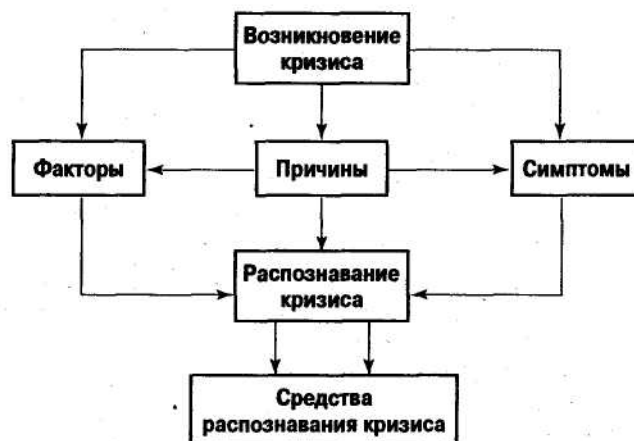 Возникновение
кризиса
Факторы
Причины
Симптомы
Распознавание
кризиса
Средства
распознавания кризиса